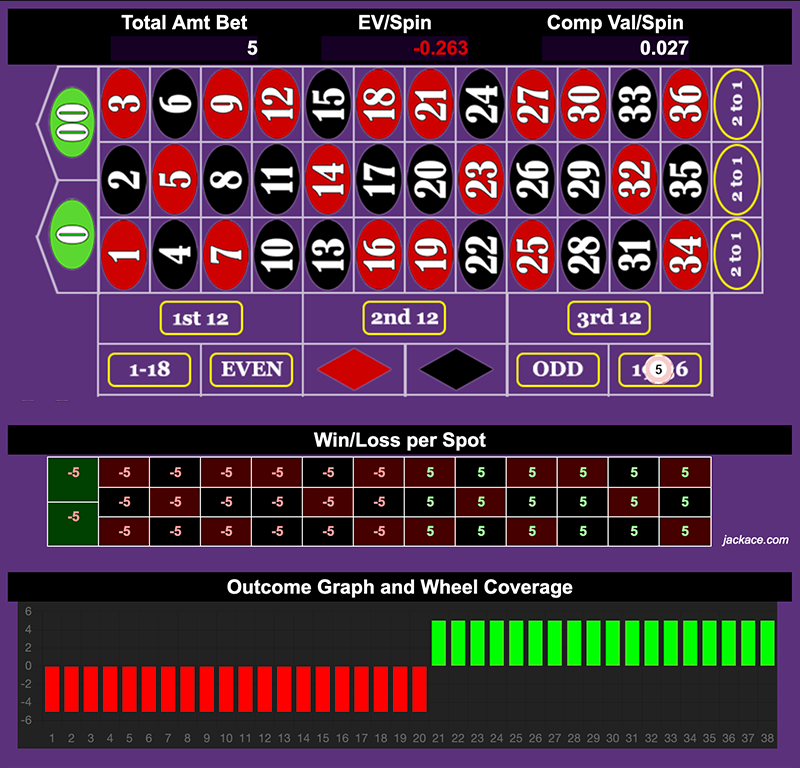 Total Amt Bet EV/Spin Comp Val/Spin
5 -0.263 0.027
00 3 6 9 12 15 18 21 24 27 30 33 36 2 to 1
2 5 8 11 14 17 20 23 26 29 32 35 2 to 1
0 1 4 7 10 13 16 19 22 25 28 31 34 2 to 1
1st 12 2nd 12 3rd 12
1-18 EVEN ODD 5
Win/Loss per Spot
-5 -5 -5 -5 -5 -5 -5 5 5 5 5 5 5
-5 -5 -5 -5 -5 -5 5 5 5 5 5 5
-5 -5 -5 -5 -5 -5 -5 5 5 5 5 5 5
jackace.com
Outcome Graph and Wheel Coverage
6
4
2
0
-2
-4
-6
1 2 3 4 5 6 7 8 9 10 11 12 13 14 15 16 17 18 19 20 21 22 23 24 25 26 27 28 29 30 31 32 33 34 35 36 37 38